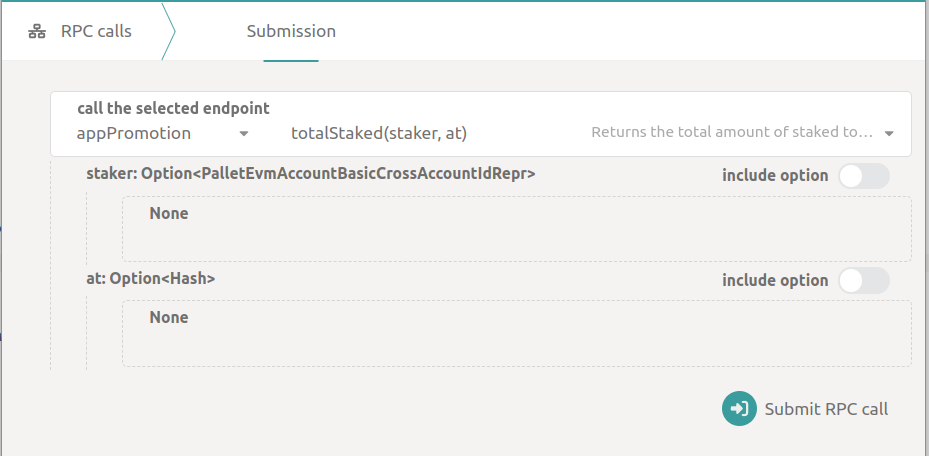 RPC calls Submission
call the selected endpoint
appPromotion totalStaked(staker, at) Returns the total amount of staked to…
staker: Option<PalletEvmAccountBasicCrossAccountIdRepr> include option
None
at: Option<Hash> include option
None
Submit RPC call